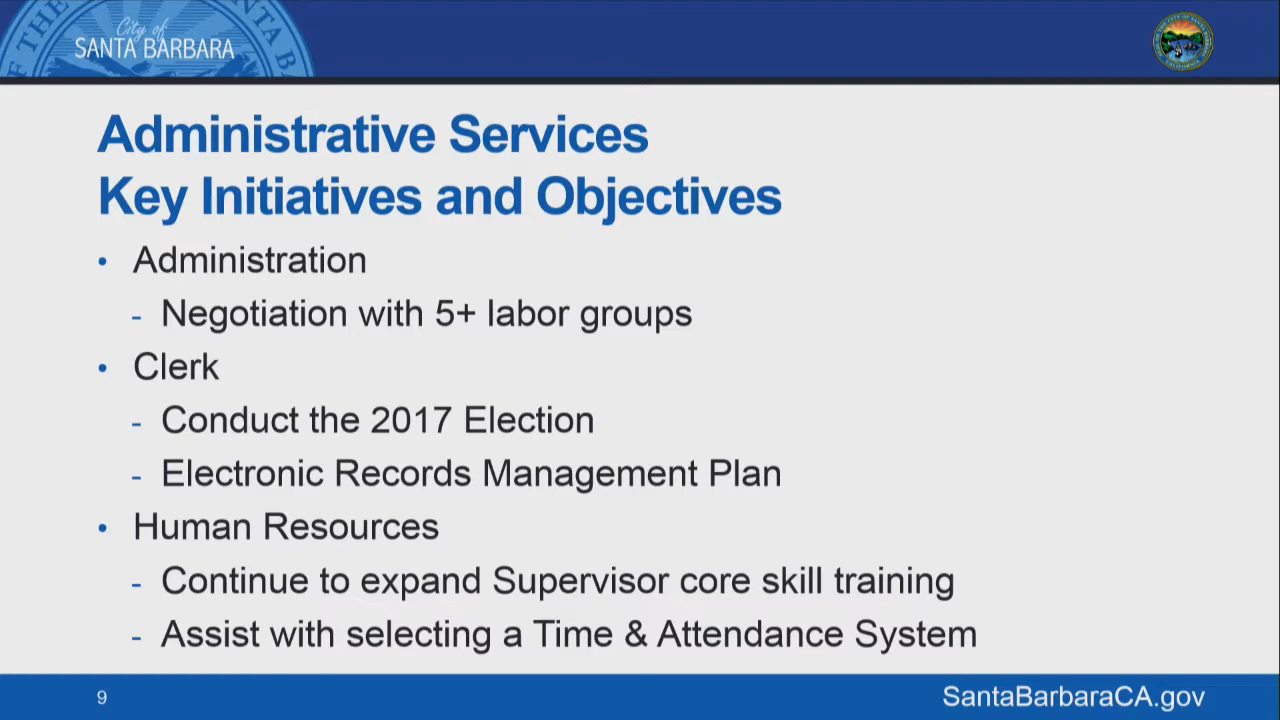 City of
SANTA BARBARA
Administrative Services
Key Initiatives and Objectives
• Administration
- Negotiation with 5+ labor groups
• Clerk
- Conduct the 2017 Election
- Electronic Records Management Plan
• Human Resources
- Continue to expand Supervisor core skill training
- Assist with selecting a Time & Attendance System
9
SantaBarbaraCA.gov